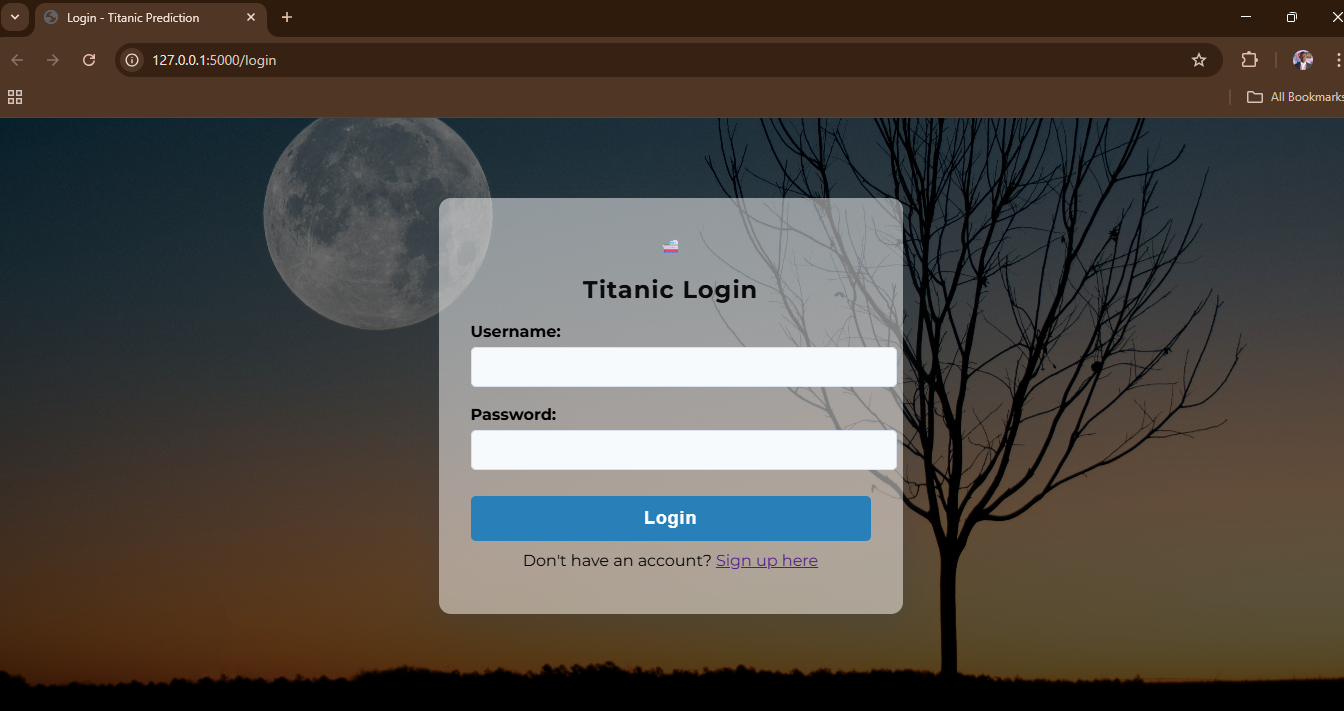 Login - Titanic Prediction
127.0.0.1:5000/login
All Bookmarks
Titanic Login
Username:
Password:
Login
Don't have an account? Sign up here